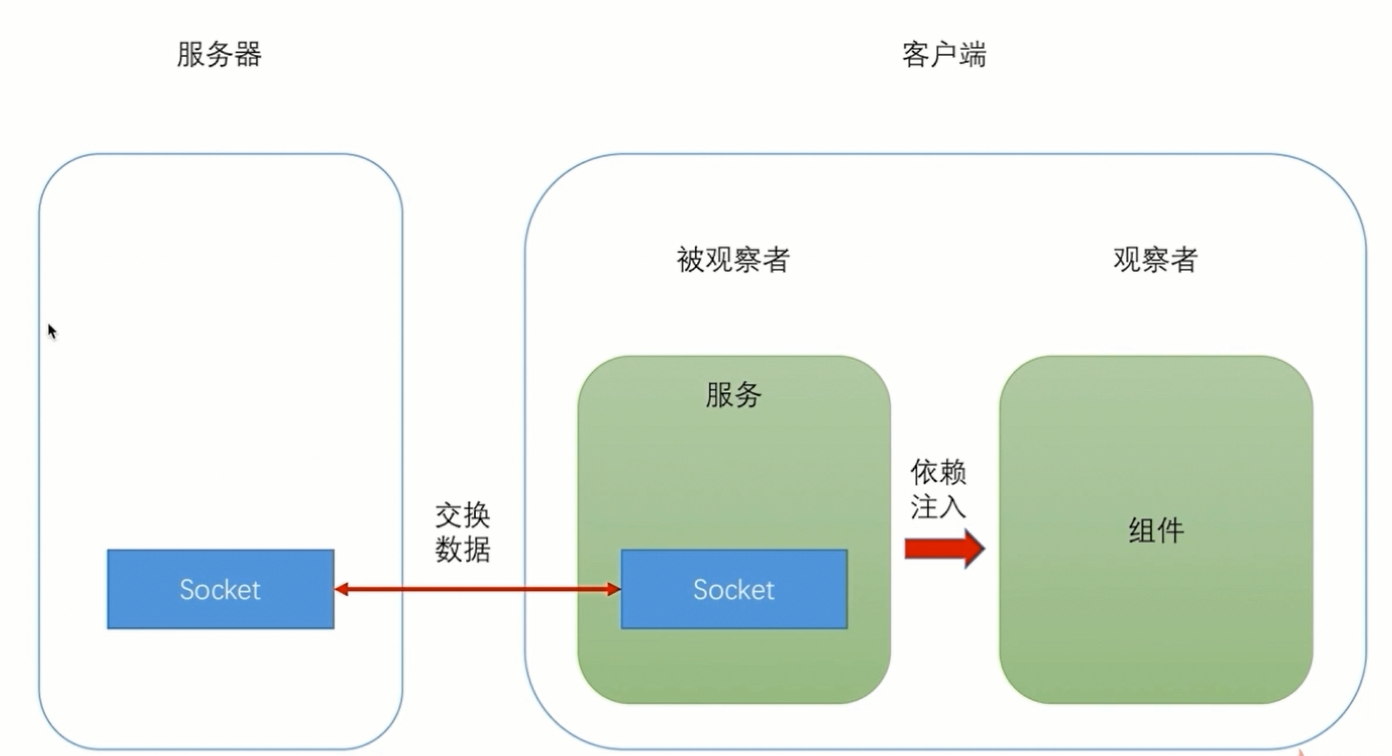 服务器
客户端
被观察者
观察者
服务
依赖
注入
交换
数据
组件
Socket
Socket